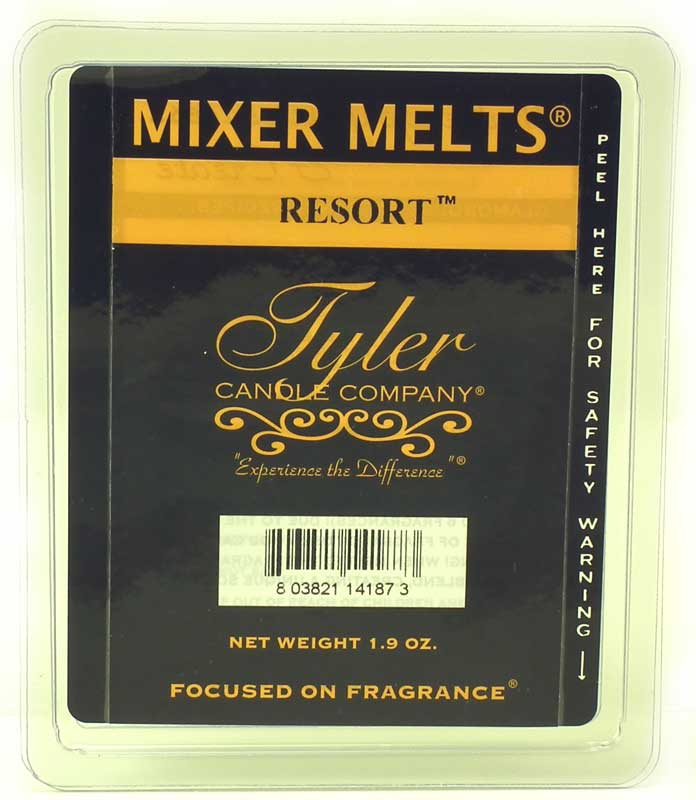 MIXER MELTS®
RESORT™
Tyler
CANDLE COMPANY®
"Experience the Difference"®
8 03821 14187 3
NET WEIGHT 1.9 OZ.
FOCUSED ON FRAGRANCE®
PEEL HERE FOR SAFETY WARNING